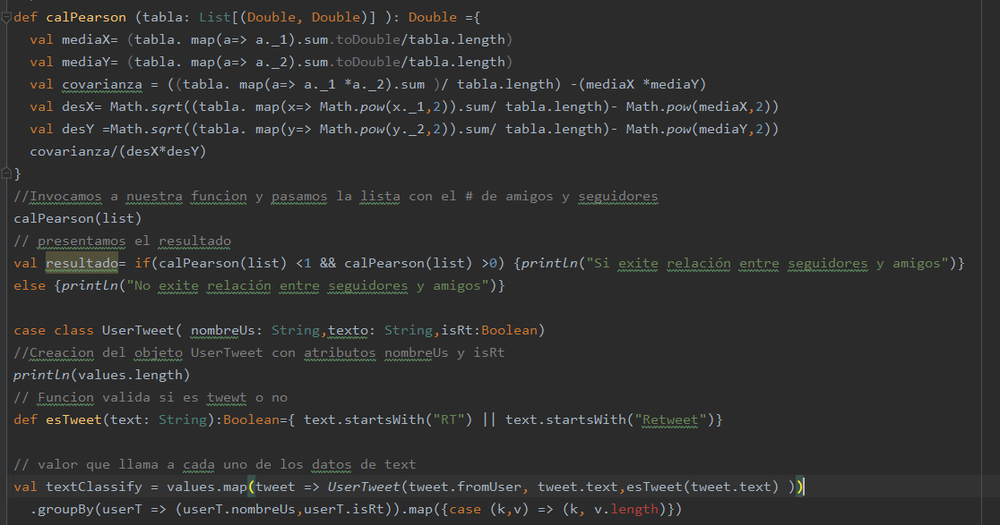 def calPearson (tabla: List[(Double, Double)] ): Double ={
val mediaX= (tabla. map(a=> a._1).sum.toDouble/tabla.length)
val mediaY= (tabla. map(a=> a._2).sum.toDouble/tabla.length)
val covarianza = ((tabla. map(a=> a._1 *a._2).sum )/ tabla.length) -(mediaX *mediaY)
val desX= Math.sqrt((tabla. map(x=> Math.pow(x._1,2)).sum/ tabla.length)- Math.pow(mediaX,2))
val desY =Math.sqrt((tabla. map(y=> Math.pow(y._2,2)).sum/ tabla.length)- Math.pow(mediaY,2))
covarianza/(desX*desY)
}
//Invocamos a nuestra funcion y pasamos la lista con el # de amigos y seguidores
calPearson(list)
// presentamos el resultado
val resultado= if(calPearson(list) <1 && calPearson(list) >0) {println("Si exite relación entre seguidores y amigos")}
else {println("No exite relación entre seguidores y amigos")}
case class UserTweet( nombreUs: String,texto: String,isRt:Boolean)
//Creacion del objeto UserTweet con atributos nombreUs y isRt
println(values.length)
// Funcion valida si es twewt o no
def esTweet(text: String):Boolean={ text.startsWith("RT") || text.startsWith("Retweet")}
// valor que llama a cada uno de los datos de text
val textClassify = values.map(tweet => UserTweet(tweet.fromUser, tweet.text,esTweet(tweet.text) ))
.groupBy(userT => (userT.nombreUs,userT.isRt)).map({case (k,v) => (k, v.length)})